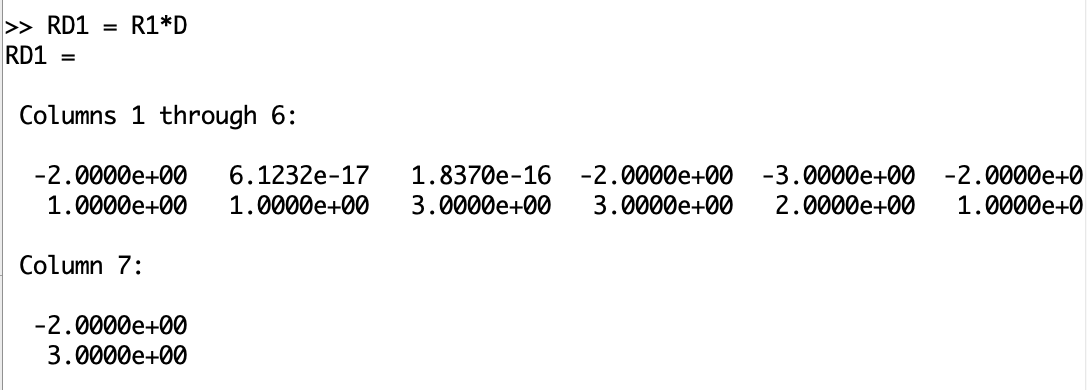 >> RD1 = R1*D
RD1 =
Columns 1 through 6:
-2.0000e+00 6.1232e-17 1.8370e-16 -2.0000e+00 -3.0000e+00 -2.0000e+0
1.0000e+00 1.0000e+00 3.0000e+00 3.0000e+00 2.0000e+00 1.0000e+0
Column 7:
-2.0000e+00
3.0000e+00